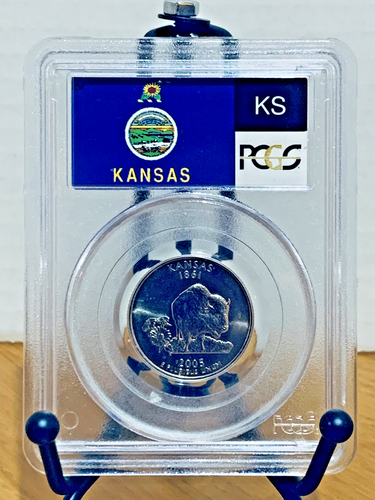 KS
PCGS
KANSAS
KANSAS
1861
2005
E PLURIBUS UNUM
PCGS